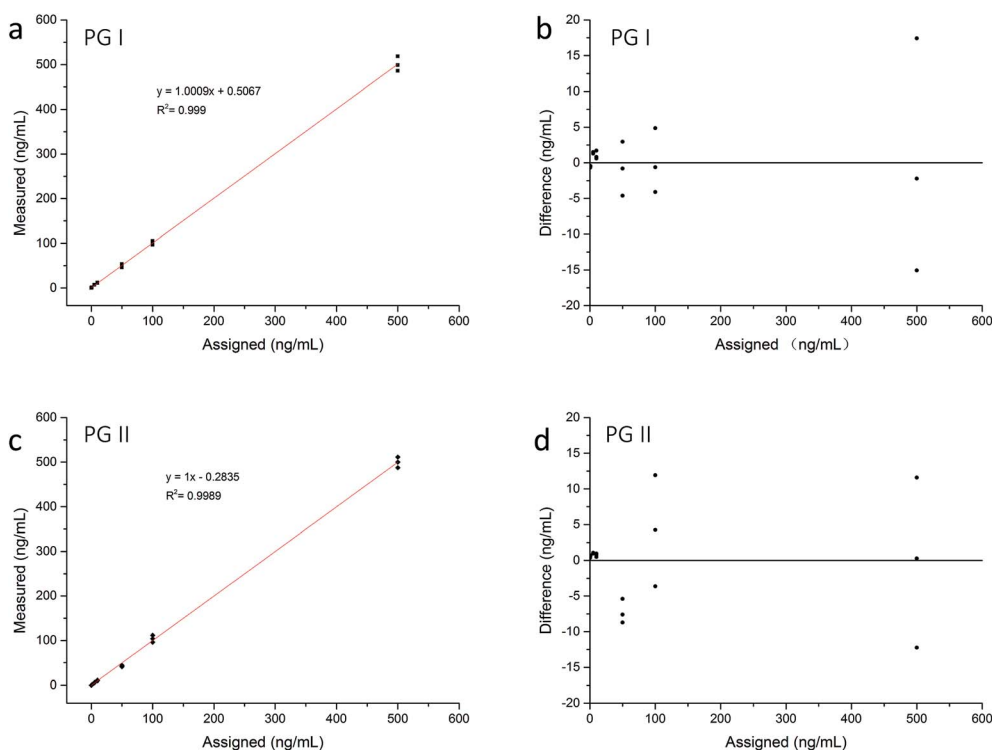 a
PG I
y = 1.0009x + 0.5067
R²= 0.999
Measured (ng/mL)
600
500
400
300
200
100
0
0 100 200 300 400 500 600
Assigned (ng/mL)
b
PG I
Difference (ng/mL)
20
15
10
5
0
-5
-10
-15
-20
0 100 200 300 400 500 600
Assigned （ng/mL）
c
PG II
y = 1x - 0.2835
R²= 0.9989
Measured (ng/mL)
600
500
400
300
200
100
0
0 100 200 300 400 500 600
Assigned (ng/mL)
d
PG II
Difference (ng/mL)
20
15
10
5
0
-5
-10
-15
-20
0 100 200 300 400 500 600
Assigned (ng/mL)